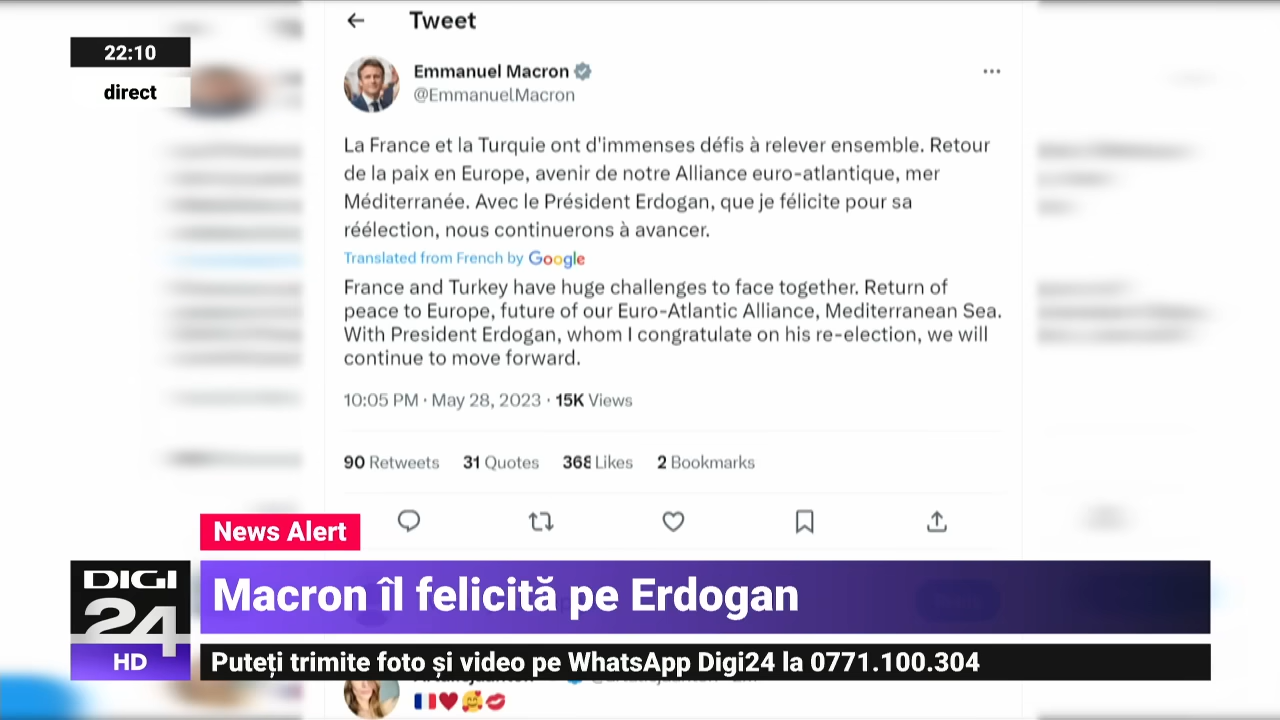 Tweet
22:10
direct
Emmanuel Macron
@EmmanuelMacron
La France et la Turquie ont d'immenses défis à relever ensemble. Retour
de la paix en Europe, avenir de notre Alliance euro-atlantique, mer
Méditerranée. Avec le Président Erdogan, que je félicite pour sa
réélection, nous continuerons à avancer.
Translated from French by Google
France and Turkey have huge challenges to face together. Return of
peace to Europe, future of our Euro-Atlantic Alliance, Mediterranean Sea.
With President Erdogan, whom I congratulate on his re-election, we will
continue to move forward.
10:05 PM · May 28, 2023 · 15K Views
90 Retweets 31 Quotes 368 Likes 2 Bookmarks
News Alert
DIGI
24
HD
Macron îl felicită pe Erdogan
Puteți trimite foto și video pe WhatsApp Digi24 la 0771.100.304